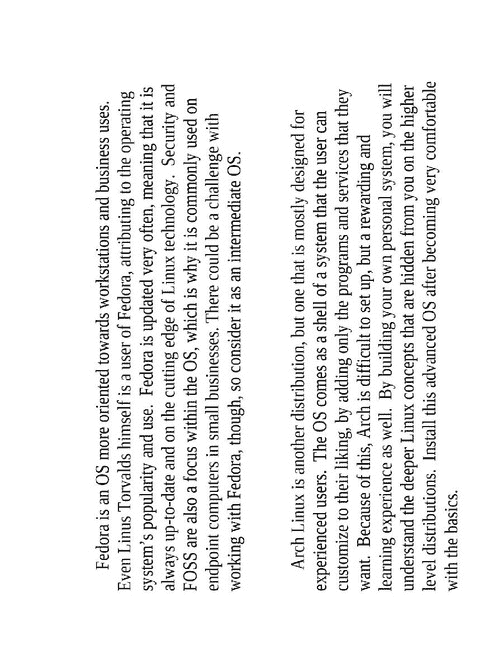 Fedora is an OS more oriented towards workstations and business uses.
Even Linus Torvalds himself is a user of Fedora, attributing to the operating
system's popularity and use.  Fedora is updated very often, meaning that it is
always up-to-date and on the cutting edge of Linux technology.  Security and
FOSS are also a focus within the OS, which is why it is commonly used on
endpoint computers in small businesses. There could be a challenge with
working with Fedora, though, so consider it as an intermediate OS.
Arch Linux is another distribution, but one that is mostly designed for
experienced users.  The OS comes as a shell of a system that the user can
customize to their liking, by adding only the programs and services that they
want.  Because of this, Arch is difficult to set up, but a rewarding and
learning experience as well.  By building your own personal system, you will
understand the deeper Linux concepts that are hidden from you on the higher
level distributions.  Install this advanced OS after becoming very comfortable
with the basics.